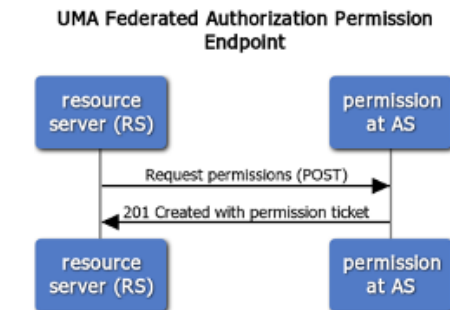 UMA Federated Authorization Permission
Endpoint
resource
server (RS)
permission
at AS
Request permissions (POST)
201 Created with permission ticket
resource
server (RS)
permission
at AS